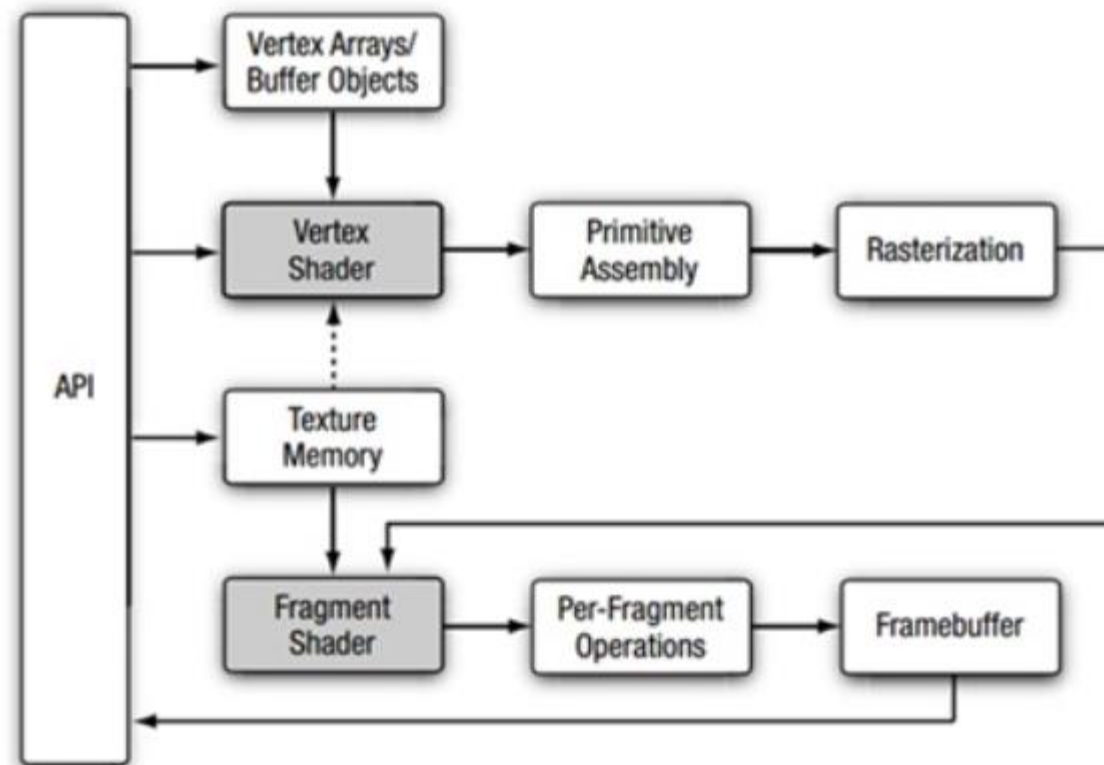 Vertex Arrays/
Buffer Objects
Vertex
Shader
Primitive
Assembly
Rasterization
API
Texture
Memory
Fragment
Shader
Per-Fragment
Operations
Framebuffer